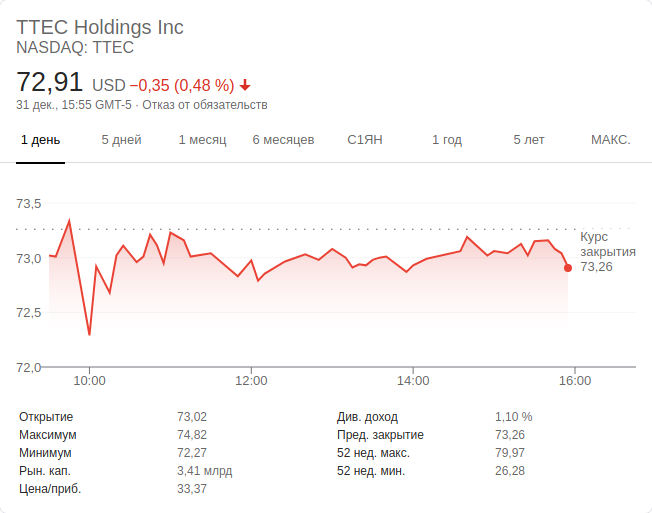 TTEC Holdings Inc
NASDAQ: TTEC
72,91 USD −0,35 (0,48 %)
31 дек., 15:55 GMT-5 · Отказ от обязательств
1 день 5 дней 1 месяц 6 месяцев С1ЯН 1 год 5 лет МАКС.
73,5
73,0
72,5
72,0
Курс
закрытия
73,26
10:00 12:00 14:00 16:00
Открытие 73,02
Максимум 74,82
Минимум 72,27
Рын. кап. 3,41 млрд
Цена/приб. 33,37
Див. доход 1,10 %
Пред. закрытие 73,26
52 нед. макс. 79,97
52 нед. мин. 26,28